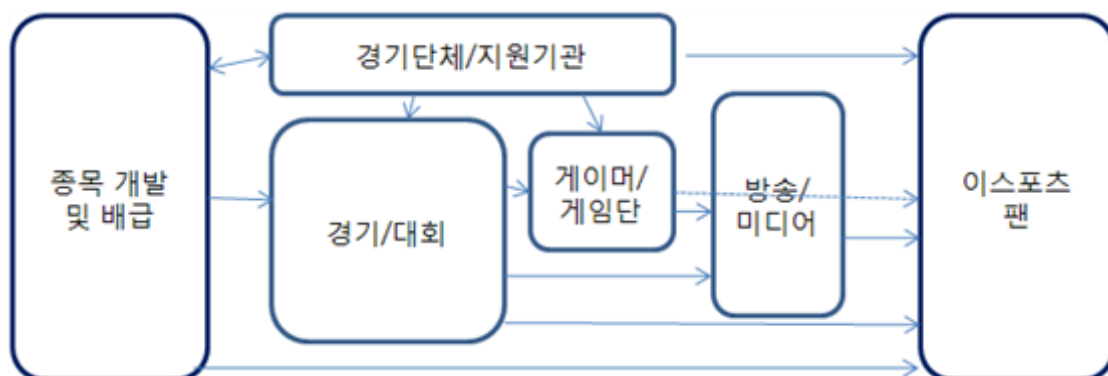 경기단체/지원기관
종목 개발
및 배급
경기/대회
게이머/
게임단
방송/
미디어
이스포츠
팬